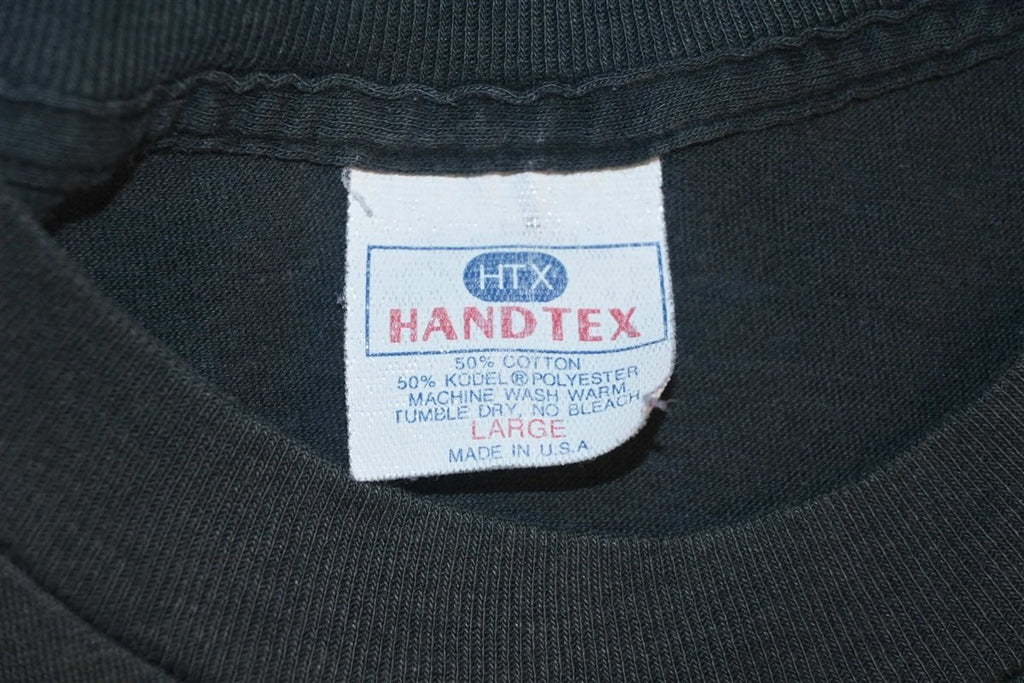 HTX
HANDTEX
50% COTTON
50% KODEL® POLYESTER
MACHINE WASH WARM
TUMBLE DRY, NO BLEACH
LARGE
MADE IN U.S.A.